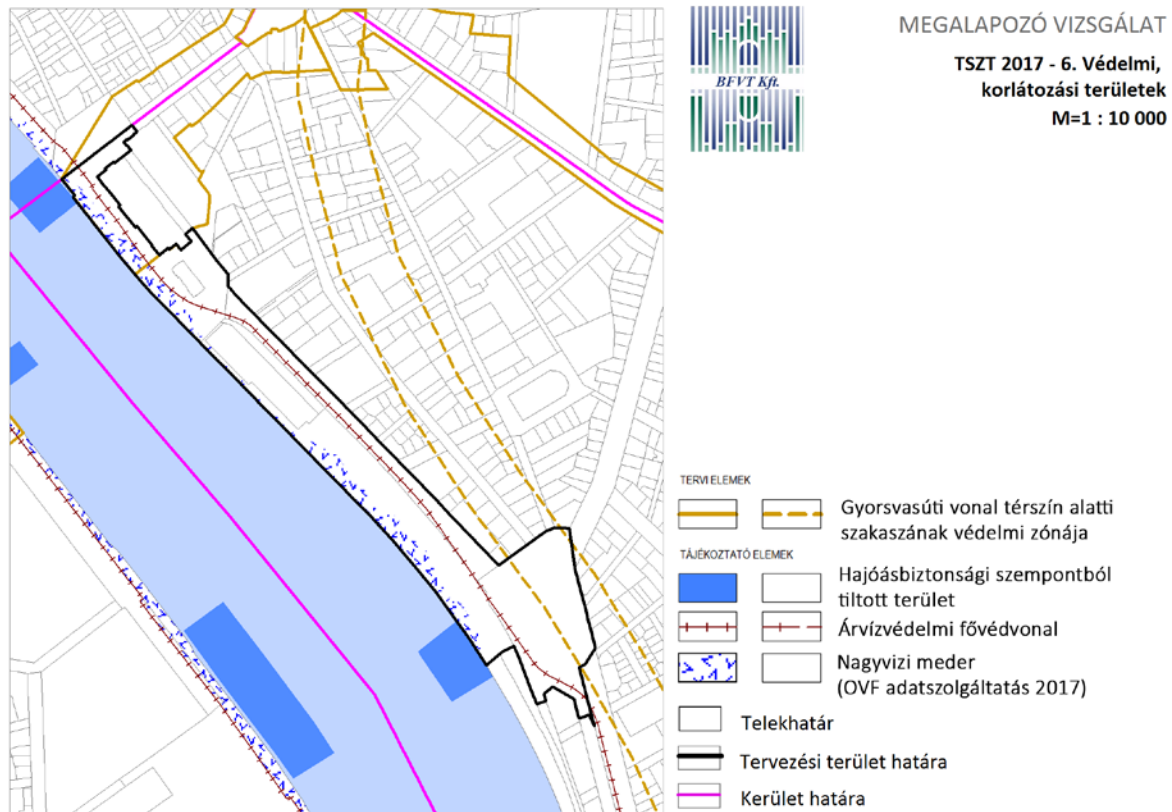 MEGALAPOZÓ VIZSGÁLAT
TSZT 2017 - 6. Védelmi,
korlátozási területek
M=1 : 10 000
BFVT Kft.
TERVI ELEMEK
Gyorsvasúti vonal térszín alatti
szakaszának védelmi zónája
TÁJÉKOZTATÓ ELEMEK
Hajóásbiztonsági szempontból
tiltott terület
Árvízvédelmi fővédvonal
Nagyvizi meder
(OVF adatszolgáltatás 2017)
Telekhatár
Tervezési terület határa
Kerület határa